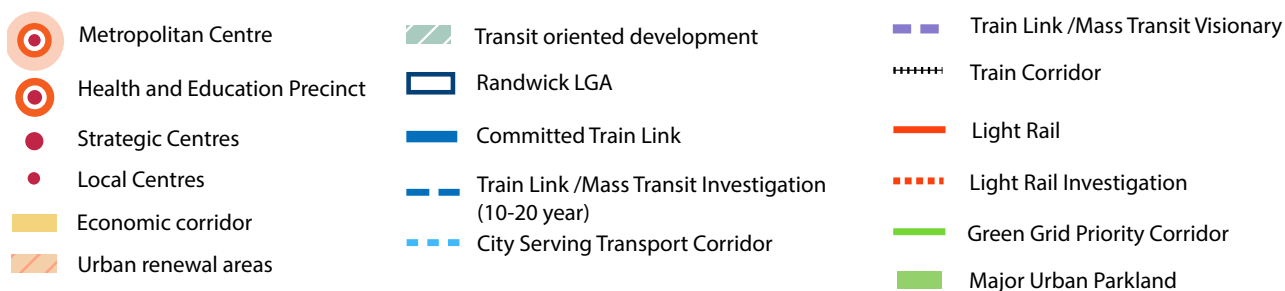 Metropolitan Centre
Health and Education Precinct
Strategic Centres
Local Centres
Economic corridor
Urban renewal areas
Transit oriented development
Randwick LGA
Committed Train Link
Train Link /Mass Transit Investigation
(10-20 year)
City Serving Transport Corridor
Train Link /Mass Transit Visionary
Train Corridor
Light Rail
Light Rail Investigation
Green Grid Priority Corridor
Major Urban Parkland